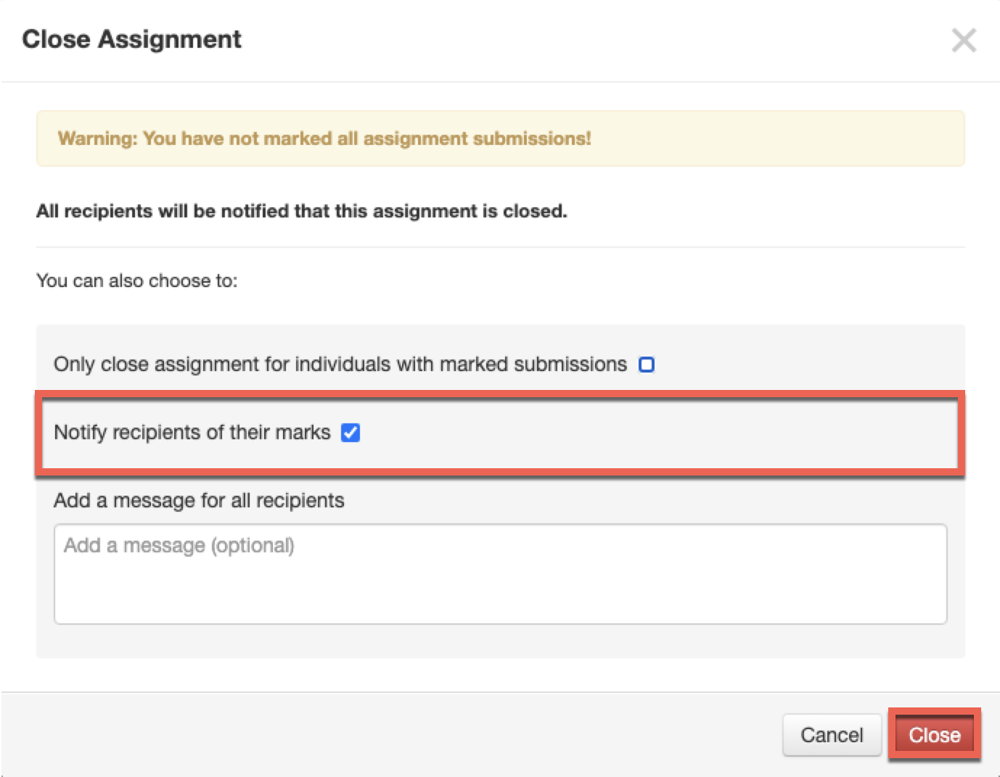 Close Assignment
Warning: You have not marked all assignment submissions!
All recipients will be notified that this assignment is closed.
You can also choose to:
Only close assignment for individuals with marked submissions
Notify recipients of their marks
Add a message for all recipients
Add a message (optional)
Cancel
Close